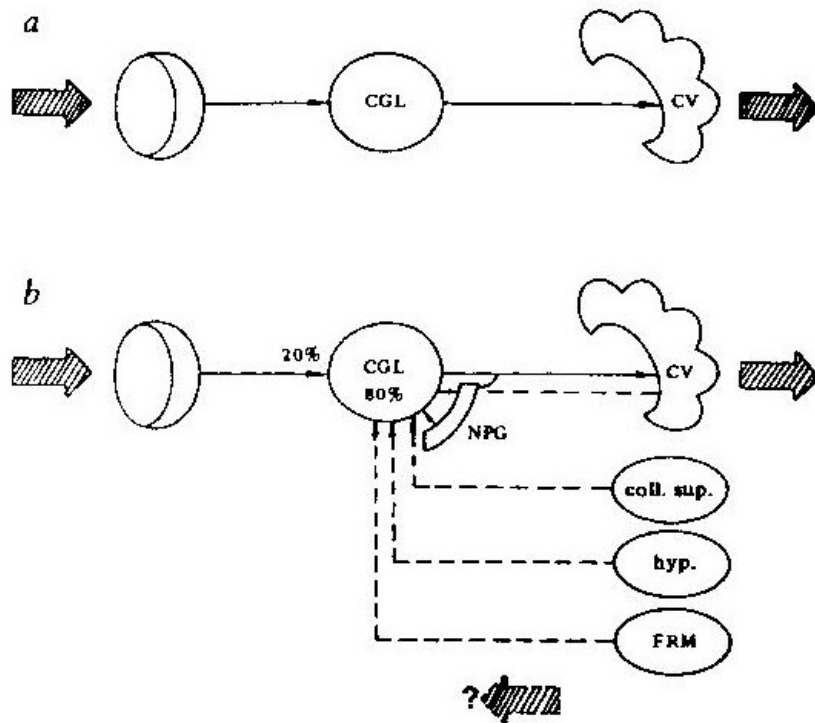 a
CGL
CV
b
20%
CGL
80%
CV
NPG
coll. sup.
hyp.
FRM
?